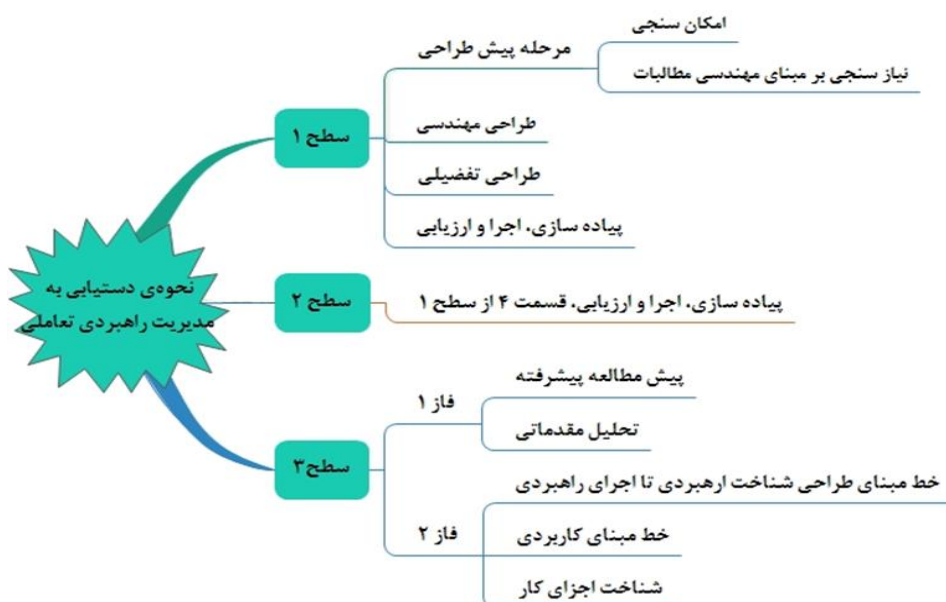 نحوه‌ی دستیابی به
مدیریت راهبردی تعاملی
سطح ۱
مرحله پیش طراحی
امکان سنجی
نیاز سنجی بر مبنای مهندسی مطالبات
طراحی مهندسی
طراحی تفضیلی
پیاده سازی، اجرا و ارزیابی
سطح ۲
پیاده سازی، اجرا و ارزیابی، قسمت ۴ از سطح ۱
سطح۳
فاز ۱
پیش مطالعه پیشرفته
تحلیل مقدماتی
فاز ۲
خط مبنای طراحی شناخت ارهبردی تا اجرای راهبردی
خط مبنای کاربردی
شناخت اجزای کار